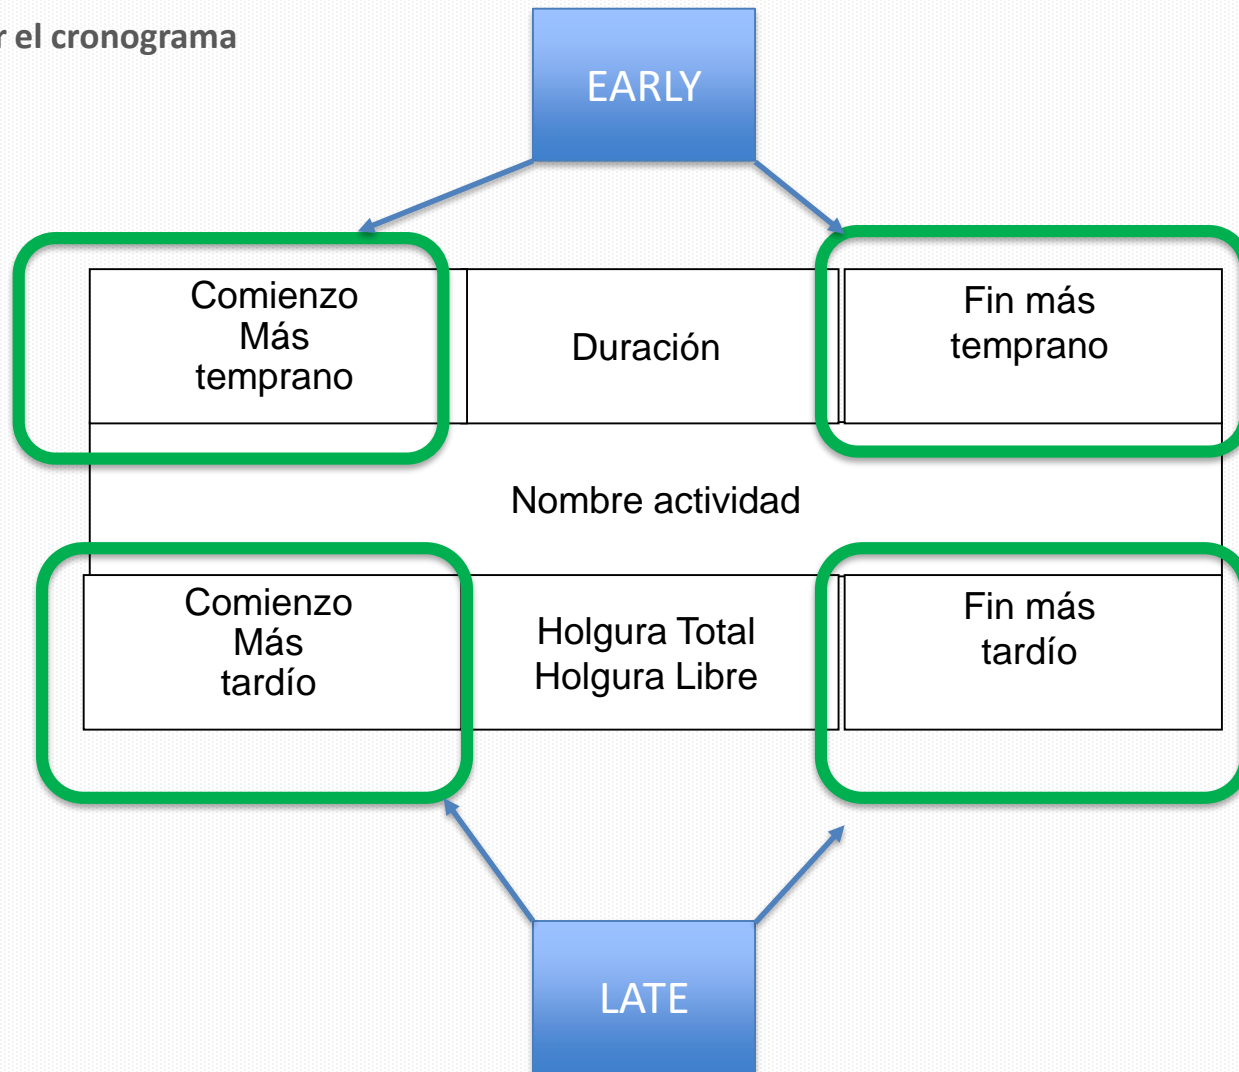 r el cronograma
EARLY
Comienzo
Más
temprano
Duración
Fin más
temprano
Nombre actividad
Comienzo
Más
tardío
Holgura Total
Holgura Libre
Fin más
tardío
LATE